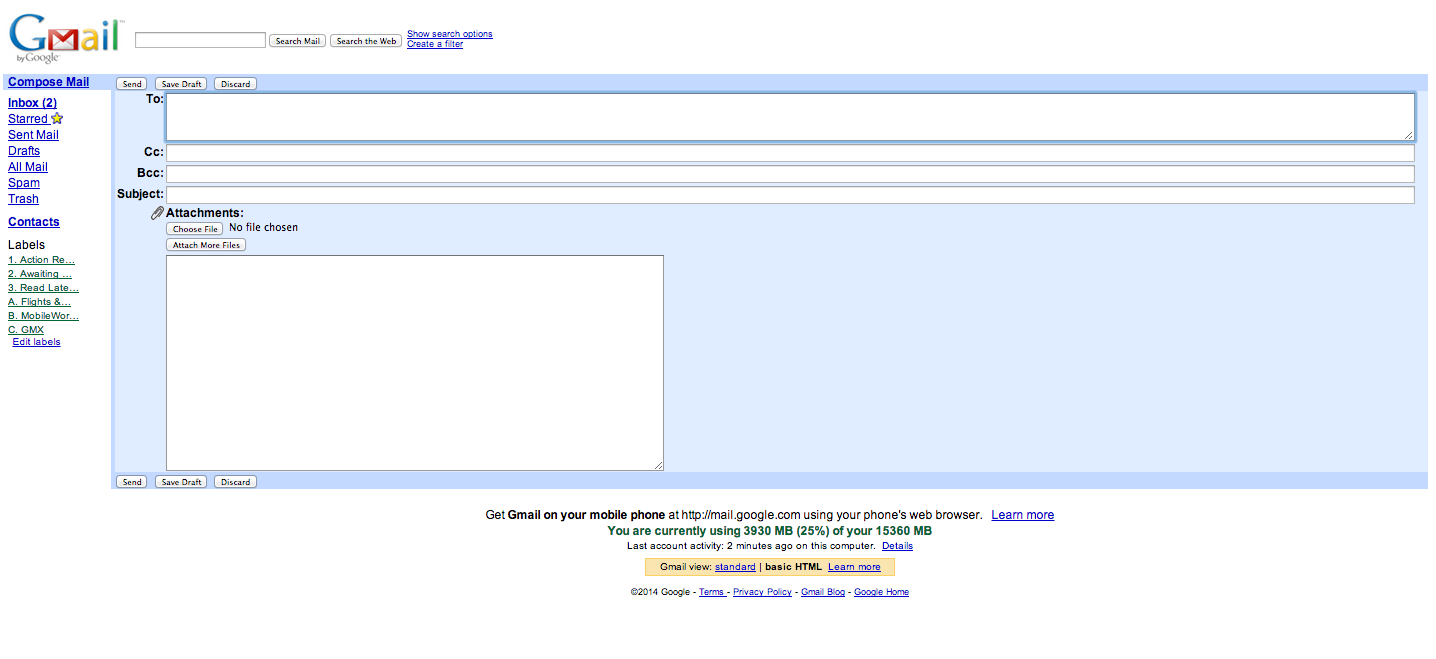 Gmail™
by Google
Search Mail Search the Web Show search options
Create a filter
Compose Mail
Inbox (2)
Starred
Sent Mail
Drafts
All Mail
Spam
Trash
Contacts
Labels
1. Action Re...
2. Awaiting ...
3. Read Late...
A. Flights &...
B. MobileWor...
C. GMX
Edit labels
Send Save Draft Discard
To:
Cc:
Bcc:
Subject:
Attachments:
Choose File No file chosen
Attach More Files
Send Save Draft Discard
Get Gmail on your mobile phone at http://mail.google.com using your phone's web browser. Learn more
You are currently using 3930 MB (25%) of your 15360 MB
Last account activity: 2 minutes ago on this computer. Details
Gmail view: standard | basic HTML Learn more
©2014 Google - Terms - Privacy Policy - Gmail Blog - Google Home